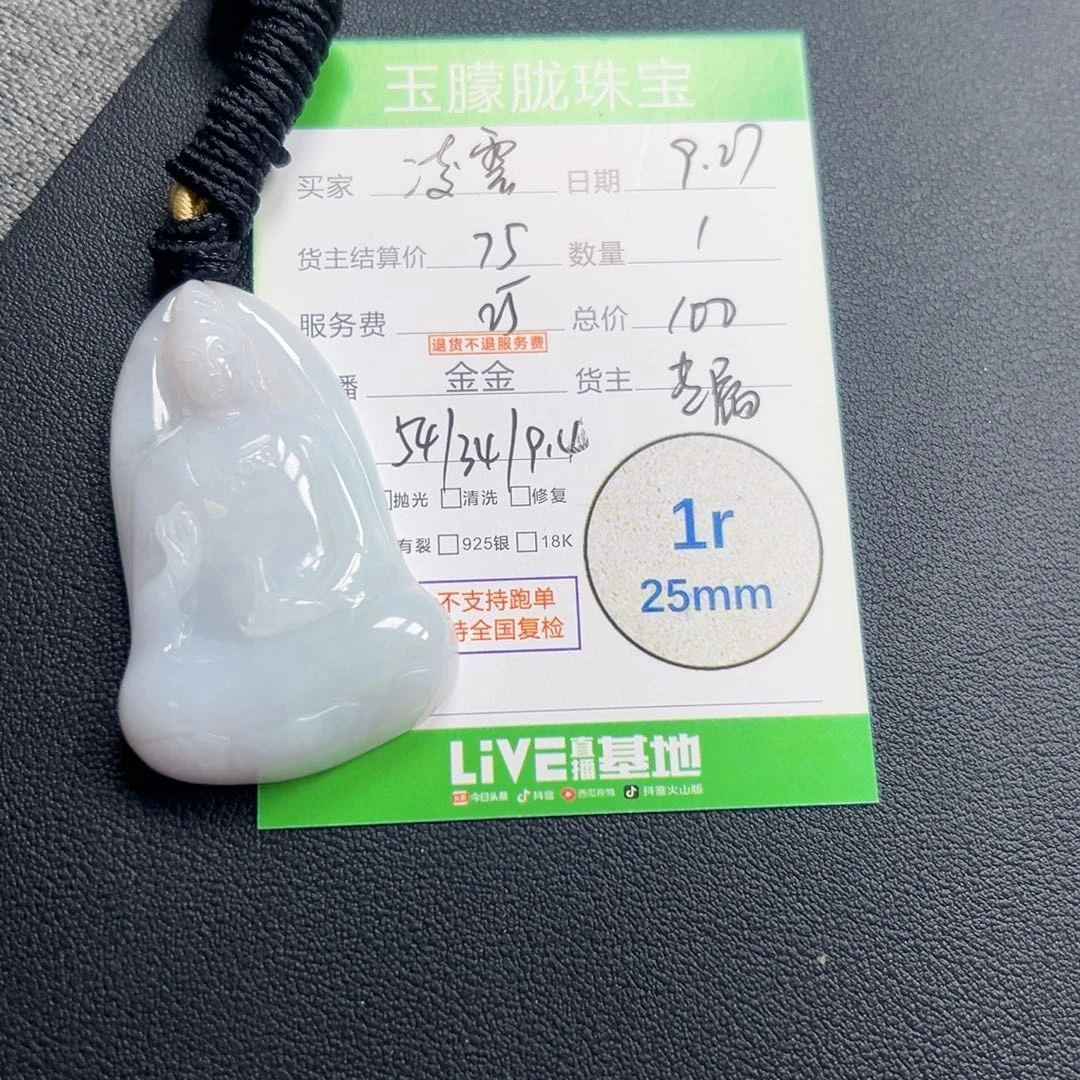 玉朦胧珠宝
买家 凌雲 日期 9.27
货主结算价 75 数量 1
服务费 25 总价 100
退货不退服务费
播 金金 货主
54/34/9.4
抛光 清洗 修复
有裂 925银 18K
1r
25mm
不支持跑单
持全国复检
LiVE直播基地
头条 今日头条 抖音 西瓜视频 抖音火山版